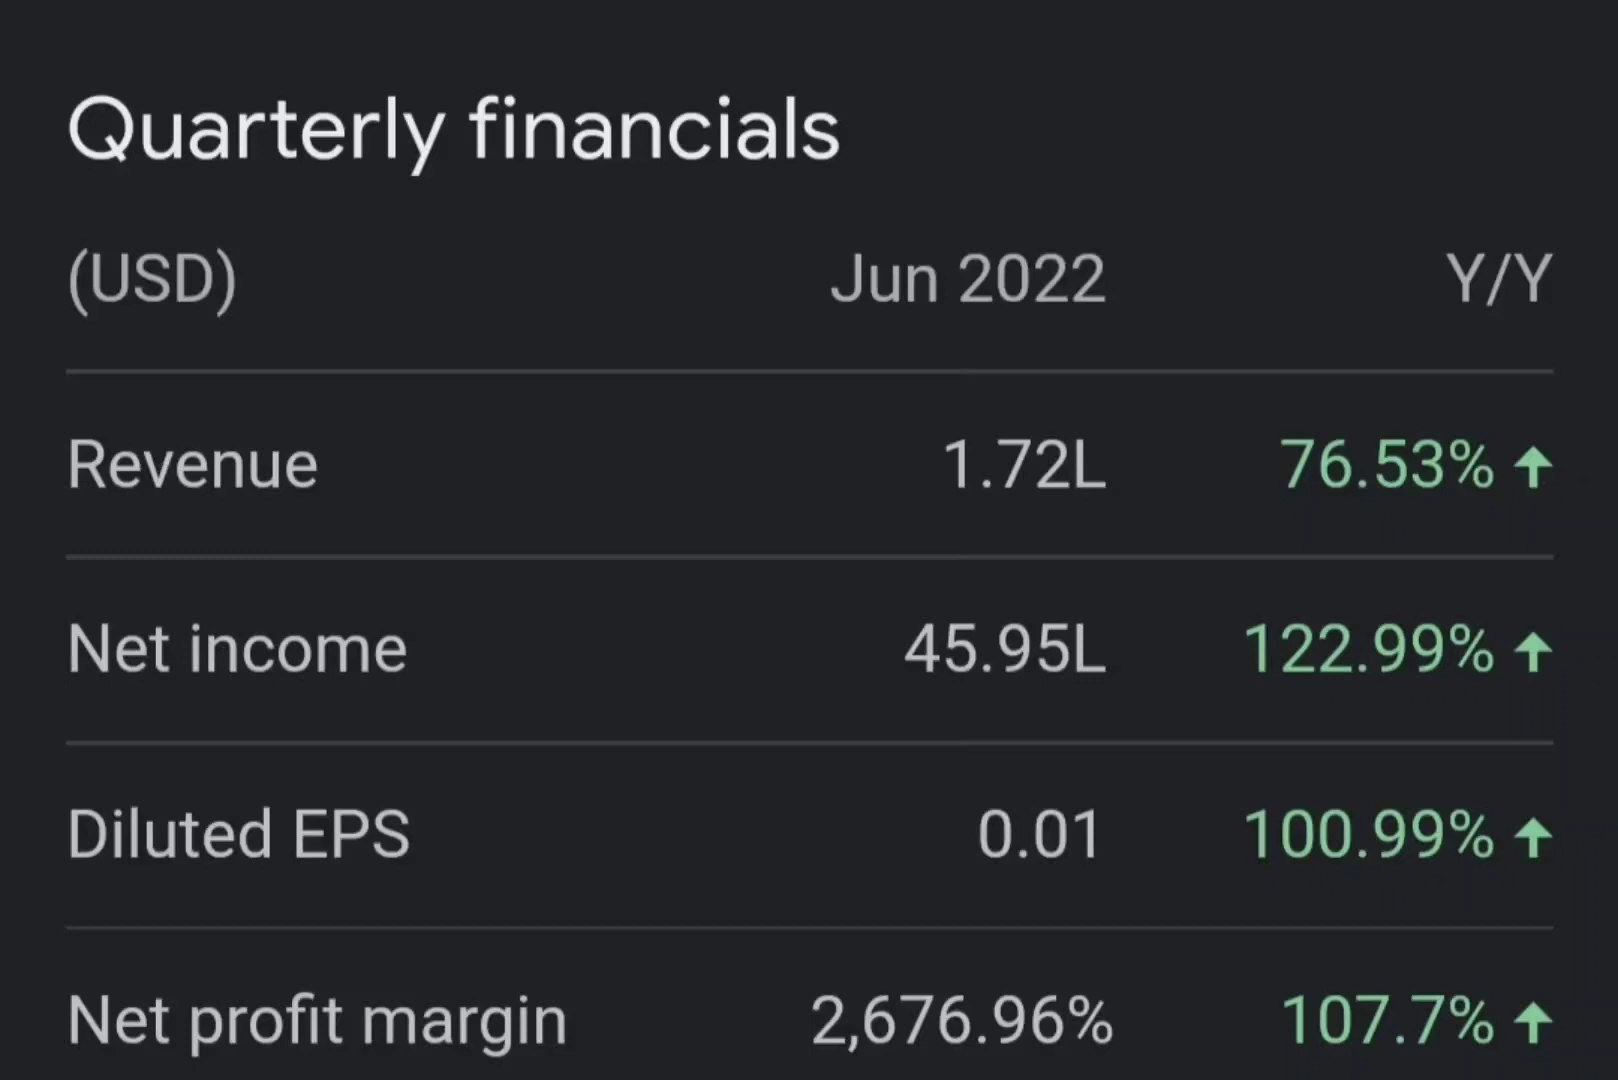 Quarterly financials
(USD) Jun 2022 Y/Y
Revenue 1.72L 76.53% ↑
Net income 45.95L 122.99% ↑
Diluted EPS 0.01 100.99% ↑
Net profit margin 2,676.96% 107.7% ↑